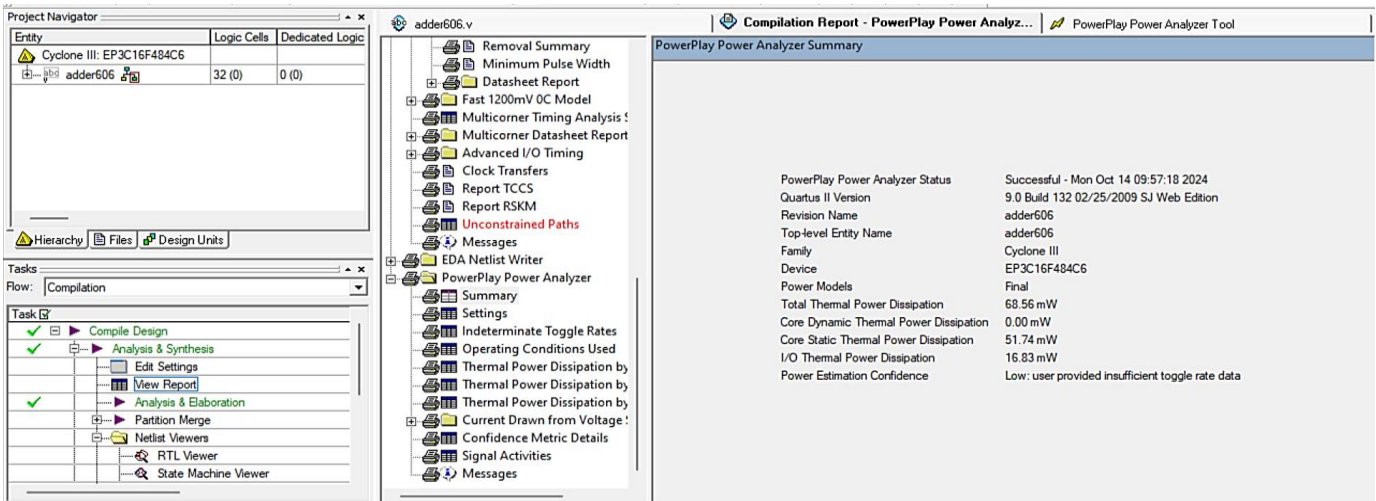 Project Navigator
Entity Logic Cells Dedicated Logic
Cyclone III: EP3C16F484C6
abc adder606 32 (0) 0 (0)
Hierarchy Files Design Units
Tasks
Flow: Compilation
Task
Compile Design
Analysis & Synthesis
Edit Settings
View Report
Analysis & Elaboration
Partition Merge
Netlist Viewers
RTL Viewer
State Machine Viewer
abc adder606.v
Compilation Report - PowerPlay Power Analyz...
PowerPlay Power Analyzer Tool
Removal Summary
Minimum Pulse Width
Datasheet Report
Fast 1200mV 0C Model
Multicorner Timing Analysis S
Multicorner Datasheet Report
Advanced I/O Timing
Clock Transfers
Report TCCS
Report RSKM
Unconstrained Paths
Messages
EDA Netlist Writer
PowerPlay Power Analyzer
Summary
Settings
Indeterminate Toggle Rates
Operating Conditions Used
Thermal Power Dissipation by
Thermal Power Dissipation by
Thermal Power Dissipation by
Current Drawn from Voltage S
Confidence Metric Details
Signal Activities
Messages
PowerPlay Power Analyzer Summary
PowerPlay Power Analyzer Status Successful - Mon Oct 14 09:57:18 2024
Quartus II Version 9.0 Build 132 02/25/2009 SJ Web Edition
Revision Name adder606
Top-level Entity Name adder606
Family Cyclone III
Device EP3C16F484C6
Power Models Final
Total Thermal Power Dissipation 68.56 mW
Core Dynamic Thermal Power Dissipation 0.00 mW
Core Static Thermal Power Dissipation 51.74 mW
I/O Thermal Power Dissipation 16.83 mW
Power Estimation Confidence Low: user provided insufficient toggle rate data